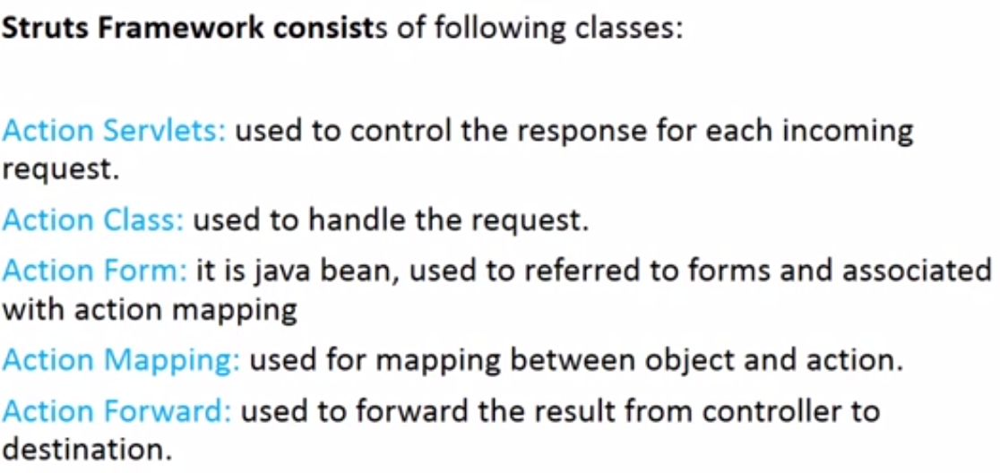 Struts Framework consists of following classes:
Action Servlets: used to control the response for each incoming
request.
Action Class: used to handle the request.
Action Form: it is java bean, used to referred to forms and associated
with action mapping
Action Mapping: used for mapping between object and action.
Action Forward: used to forward the result from controller to
destination.